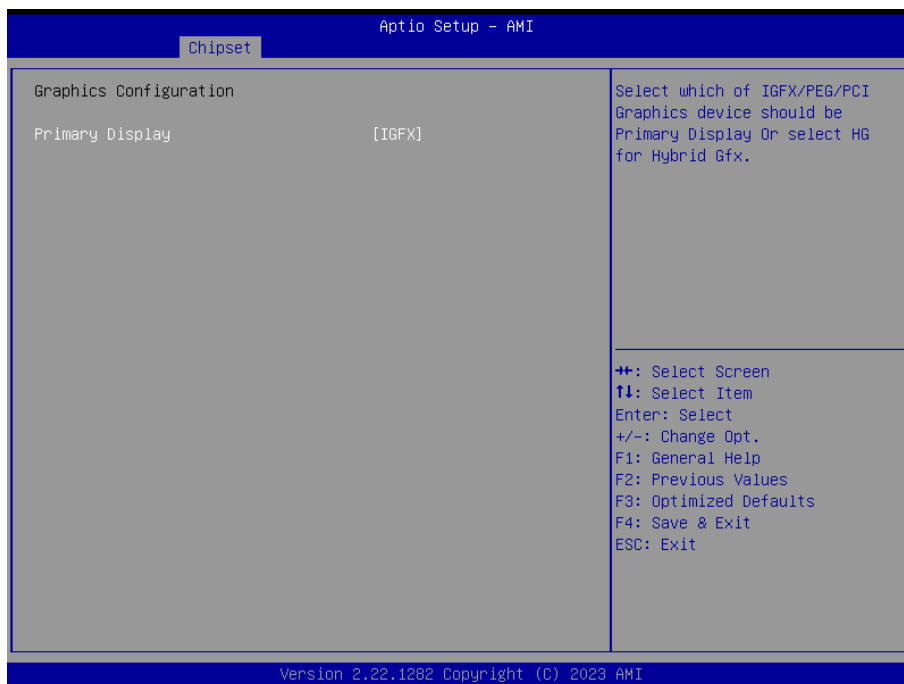 Aptio Setup – AMI
Chipset
Graphics Configuration
Primary Display [IGFX]
Select which of IGFX/PEG/PCI
Graphics device should be
Primary Display Or select HG
for Hybrid Gfx.
→←: Select Screen
↑↓: Select Item
Enter: Select
+/-: Change Opt.
F1: General Help
F2: Previous Values
F3: Optimized Defaults
F4: Save & Exit
ESC: Exit
Version 2.22.1282 Copyright (C) 2023 AMI